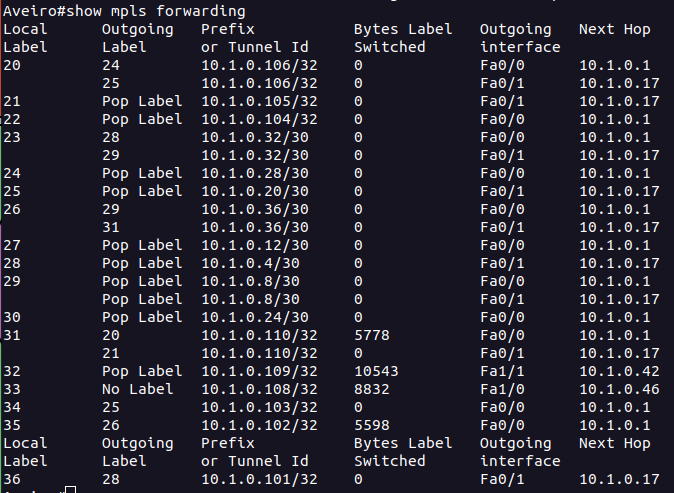 Aveiro#show mpls forwarding
Local Outgoing Prefix Bytes Label Outgoing Next Hop
Label Label or Tunnel Id Switched interface
20 24 10.1.0.106/32 0 Fa0/0 10.1.0.1
25 10.1.0.106/32 0 Fa0/1 10.1.0.17
21 Pop Label 10.1.0.105/32 0 Fa0/1 10.1.0.17
22 Pop Label 10.1.0.104/32 0 Fa0/0 10.1.0.1
23 28 10.1.0.32/30 0 Fa0/0 10.1.0.1
29 10.1.0.32/30 0 Fa0/1 10.1.0.17
24 Pop Label 10.1.0.28/30 0 Fa0/0 10.1.0.1
25 Pop Label 10.1.0.20/30 0 Fa0/1 10.1.0.17
26 29 10.1.0.36/30 0 Fa0/0 10.1.0.1
31 10.1.0.36/30 0 Fa0/1 10.1.0.17
27 Pop Label 10.1.0.12/30 0 Fa0/0 10.1.0.1
28 Pop Label 10.1.0.4/30 0 Fa0/1 10.1.0.17
29 Pop Label 10.1.0.8/30 0 Fa0/0 10.1.0.1
Pop Label 10.1.0.8/30 0 Fa0/1 10.1.0.17
30 Pop Label 10.1.0.24/30 0 Fa0/0 10.1.0.1
31 20 10.1.0.110/32 5778 Fa0/0 10.1.0.1
21 10.1.0.110/32 0 Fa0/1 10.1.0.17
32 Pop Label 10.1.0.109/32 10543 Fa1/1 10.1.0.42
33 No Label 10.1.0.108/32 8832 Fa1/0 10.1.0.46
34 25 10.1.0.103/32 0 Fa0/0 10.1.0.1
35 26 10.1.0.102/32 5598 Fa0/0 10.1.0.1
Local Outgoing Prefix Bytes Label Outgoing Next Hop
Label Label or Tunnel Id Switched interface
36 28 10.1.0.101/32 0 Fa0/1 10.1.0.17